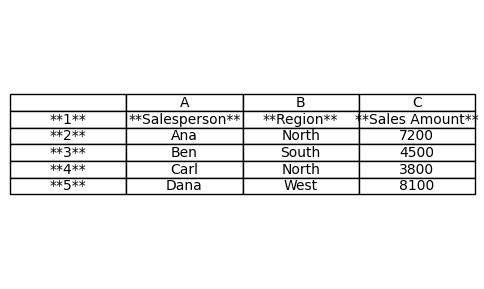 A B C
**1** **Salesperson** **Region** **Sales Amount**
**2** Ana North 7200
**3** Ben South 4500
**4** Carl North 3800
**5** Dana West 8100